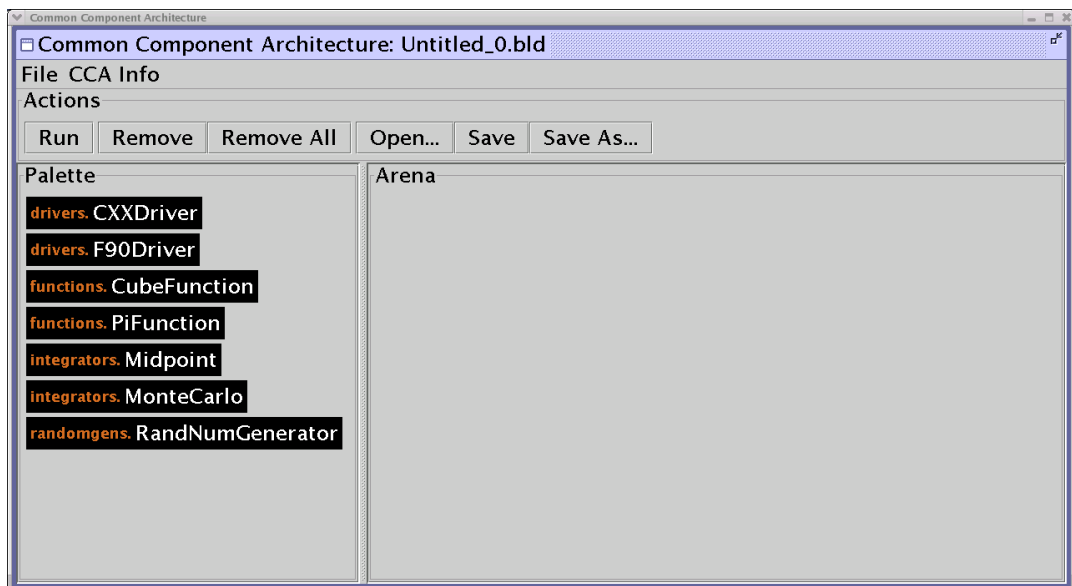 Common Component Architecture
Common Component Architecture: Untitled_0.bld
File CCA Info
Actions
Run Remove Remove All Open... Save Save As...
Palette Arena
drivers. CXXDriver
drivers. F90Driver
functions. CubeFunction
functions. PiFunction
integrators. Midpoint
integrators. MonteCarlo
randomgens. RandNumGenerator